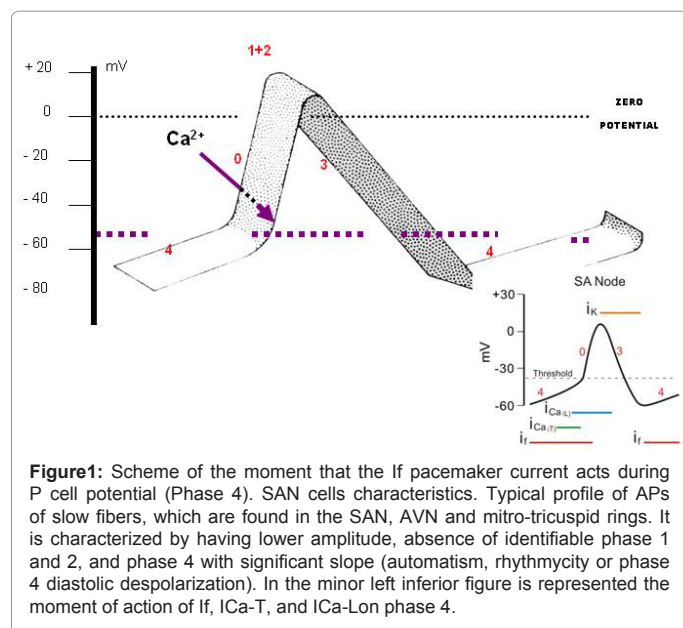 1+2
+ 20 mV
0 ZERO
POTENTIAL
Ca2+
- 20 0 3
- 40
- 60 4 4
- 80
SA Node
+30
iK
0
mV 0 3
-30
Threshold
4 4
-60
iCa(L)
iCa(T)
if if
Figure1: Scheme of the moment that the If pacemaker current acts during
P cell potential (Phase 4). SAN cells characteristics. Typical profile of APs
of slow fibers, which are found in the SAN, AVN and mitro-tricuspid rings. It
is characterized by having lower amplitude, absence of identifiable phase 1
and 2, and phase 4 with significant slope (automatism, rhythmycity or phase
4 diastolic despolarization). In the minor left inferior figure is represented the
moment of action of If, ICa-T, and ICa-Lon phase 4.